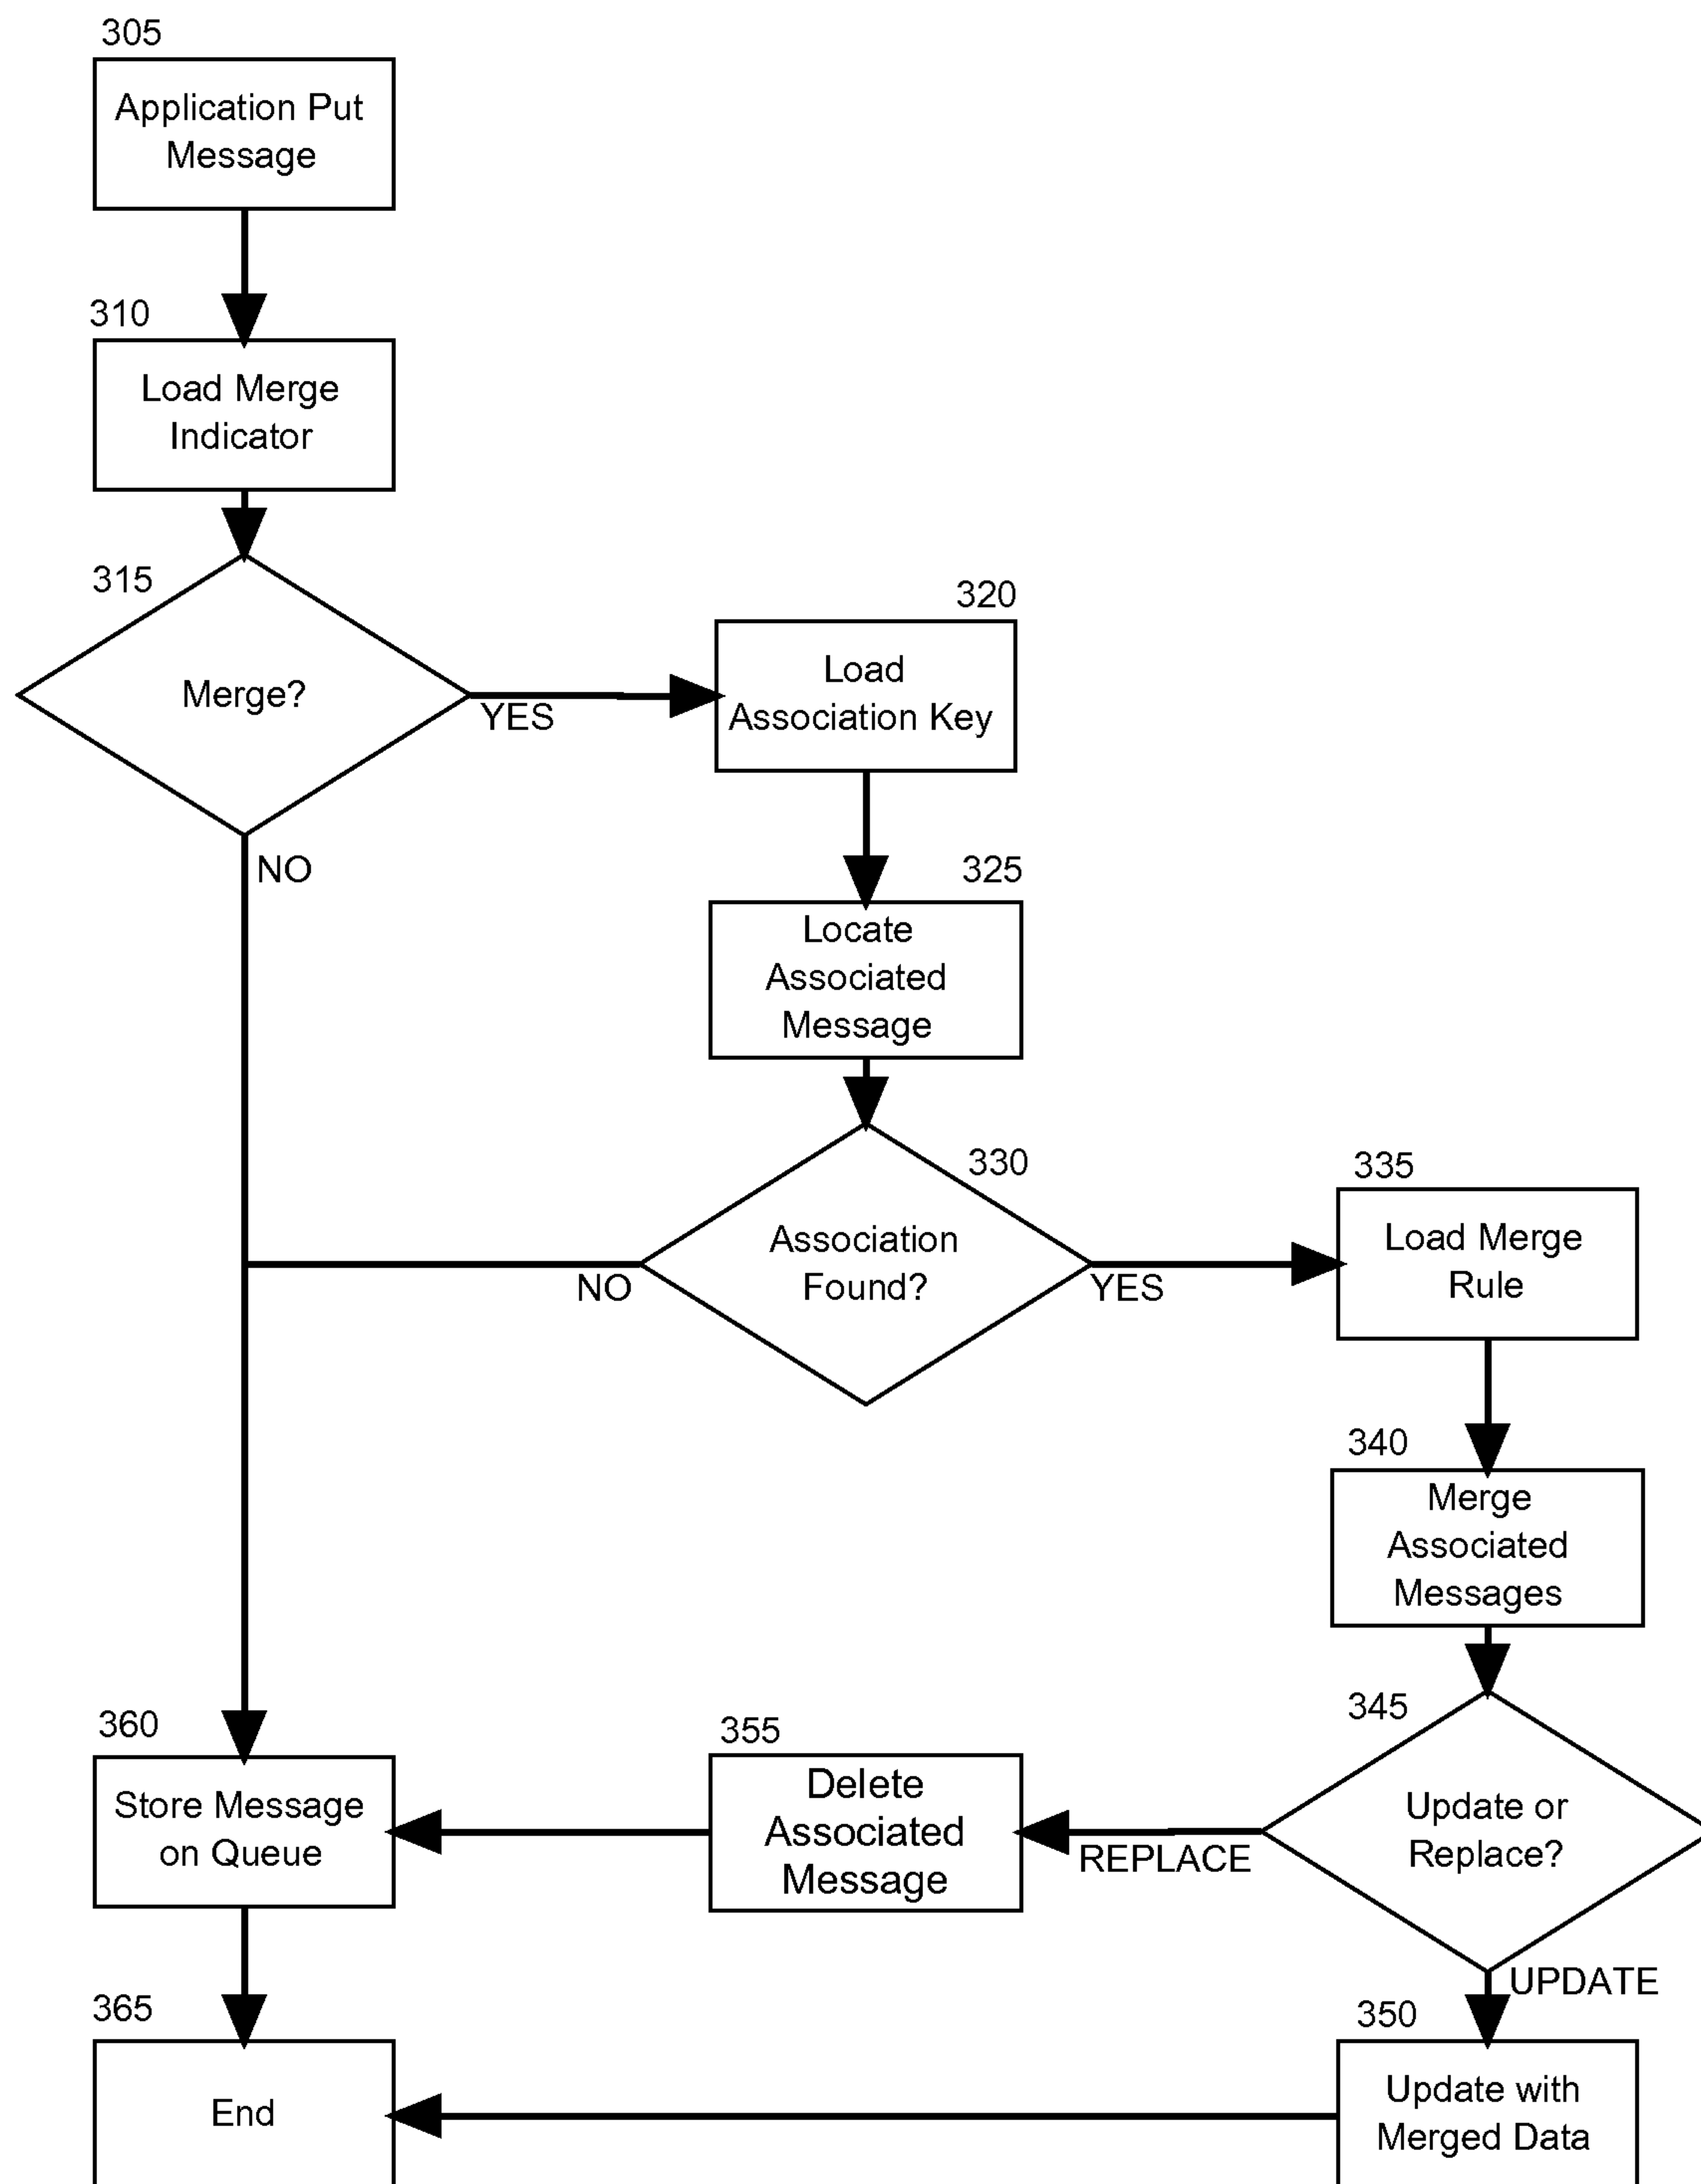 305
Application Put
Message
310
Load Merge
Indicator
315
Merge?
YES
NO
320
Load
Association Key
325
Locate
Associated
Message
330
Association
Found?
NO
YES
335
Load Merge
Rule
340
Merge
Associated
Messages
345
Update or
Replace?
REPLACE
UPDATE
355
Delete
Associated
Message
360
Store Message
on Queue
350
Update with
Merged Data
365
End